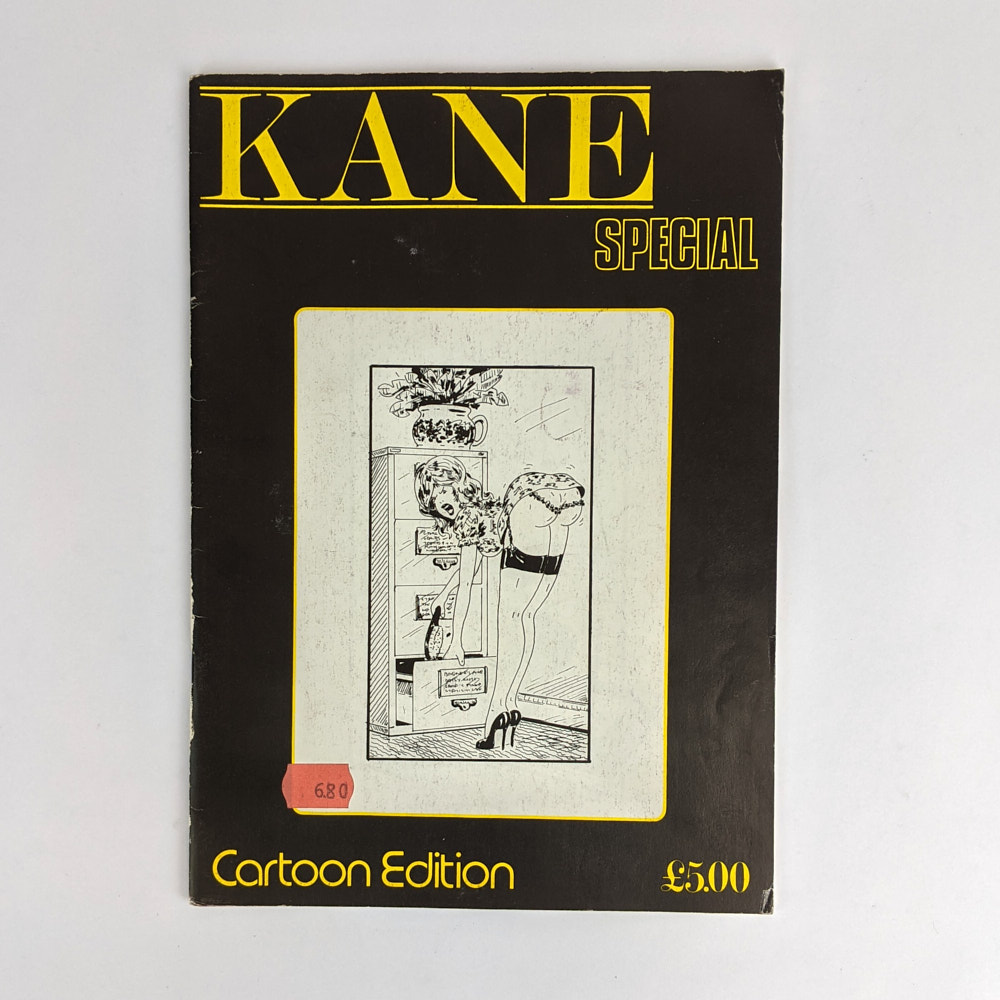 KANE
SPECIAL
6.80
Cartoon Edition
£5.00